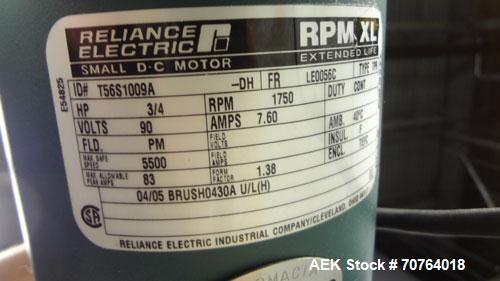 RELIANCE
ELECTRIC
RPM XL
EXTENDED LIFE
SMALL D·C MOTOR
E54825
ID# T56S1009A -DH FR LE0056C TYPE
HP 3/4 RPM 1750 DUTY CONT
VOLTS 90 AMPS 7.60 AMB. 40°C
FLD. PM FIELD VOLTS INSUL. F
MAX. SAFE SPEED 5500 FIELD AMPS ENCL.
MAX. ALLOWABLE PEAK AMPS 83 FORM FACTOR 1.38
04/05 BRUSH0430A U/L(H)
RELIANCE ELECTRIC INDUSTRIAL COMPANY/CLEVELAND, OHIO
AEK Stock # 70764018